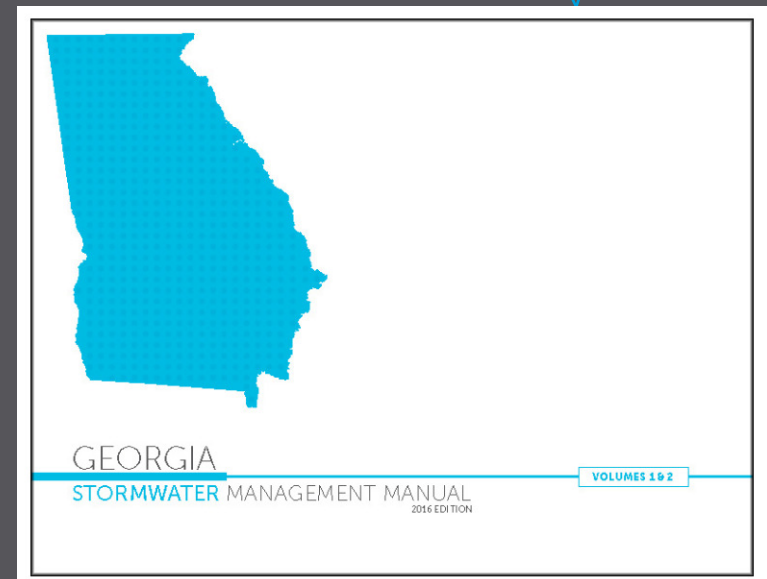 GEORGIA
VOLUMES 1 & 2
STORMWATER MANAGEMENT MANUAL
2016 EDITION